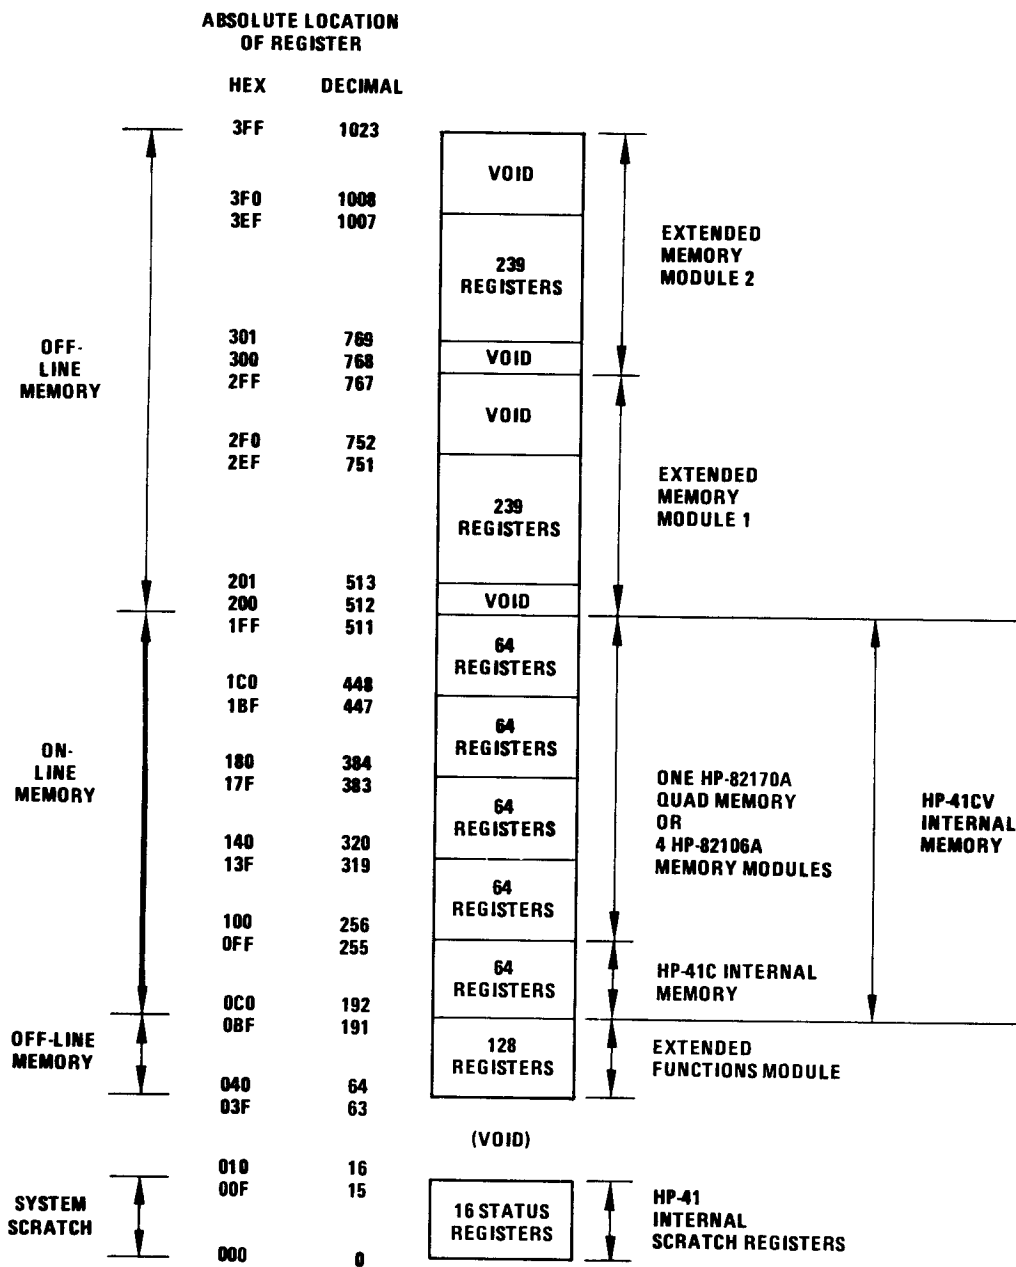 ABSOLUTE LOCATION
OF REGISTER
HEX DECIMAL
3FF 1023
VOID
3F0 1008
3EF 1007
EXTENDED
MEMORY
MODULE 2
239
REGISTERS
301 769
300 768
VOID
2FF 767
OFF-
LINE
MEMORY
VOID
2F0 752
2EF 751
EXTENDED
MEMORY
MODULE 1
239
REGISTERS
201 513
200 512
VOID
1FF 511
64
REGISTERS
1C0 448
1BF 447
64
REGISTERS
ON-
LINE
MEMORY
180 384
17F 383
64
REGISTERS
ONE HP-82170A
QUAD MEMORY
OR
4 HP-82106A
MEMORY MODULES
HP-41CV
INTERNAL
MEMORY
140 320
13F 319
64
REGISTERS
100 256
0FF 255
64
REGISTERS
HP-41C INTERNAL
MEMORY
0C0 192
0BF 191
OFF-LINE
MEMORY
128
REGISTERS
EXTENDED
FUNCTIONS MODULE
040 64
03F 63
(VOID)
010 16
00F 15
SYSTEM
SCRATCH
16 STATUS
REGISTERS
HP-41
INTERNAL
SCRATCH REGISTERS
000 0